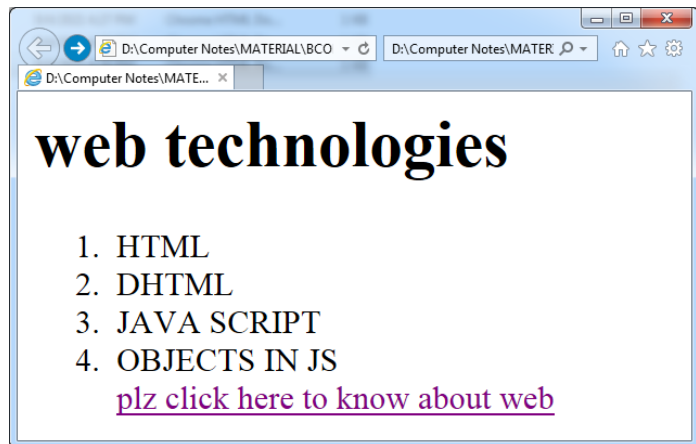 D:\Computer Notes\MATERIAL\BCO
D:\Computer Notes\MATER
D:\Computer Notes\MATE...
web technologies
1. HTML
2. DHTML
3. JAVA SCRIPT
4. OBJECTS IN JS
plz click here to know about web